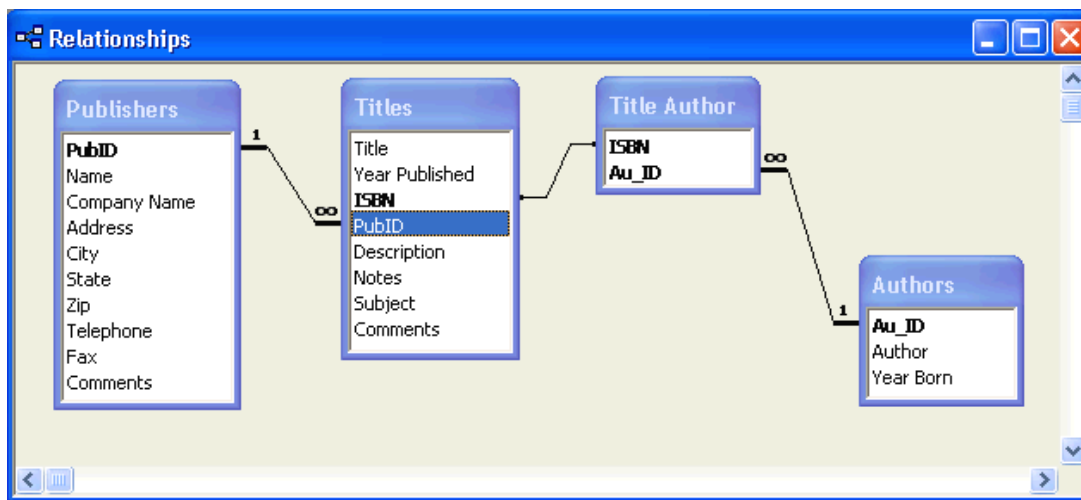 Relationships
Publishers
PubID
Name
Company Name
Address
City
State
Zip
Telephone
Fax
Comments
1
∞
Titles
Title
Year Published
ISBN
PubID
Description
Notes
Subject
Comments
Title Author
ISBN
Au_ID
∞
1
Authors
Au_ID
Author
Year Born